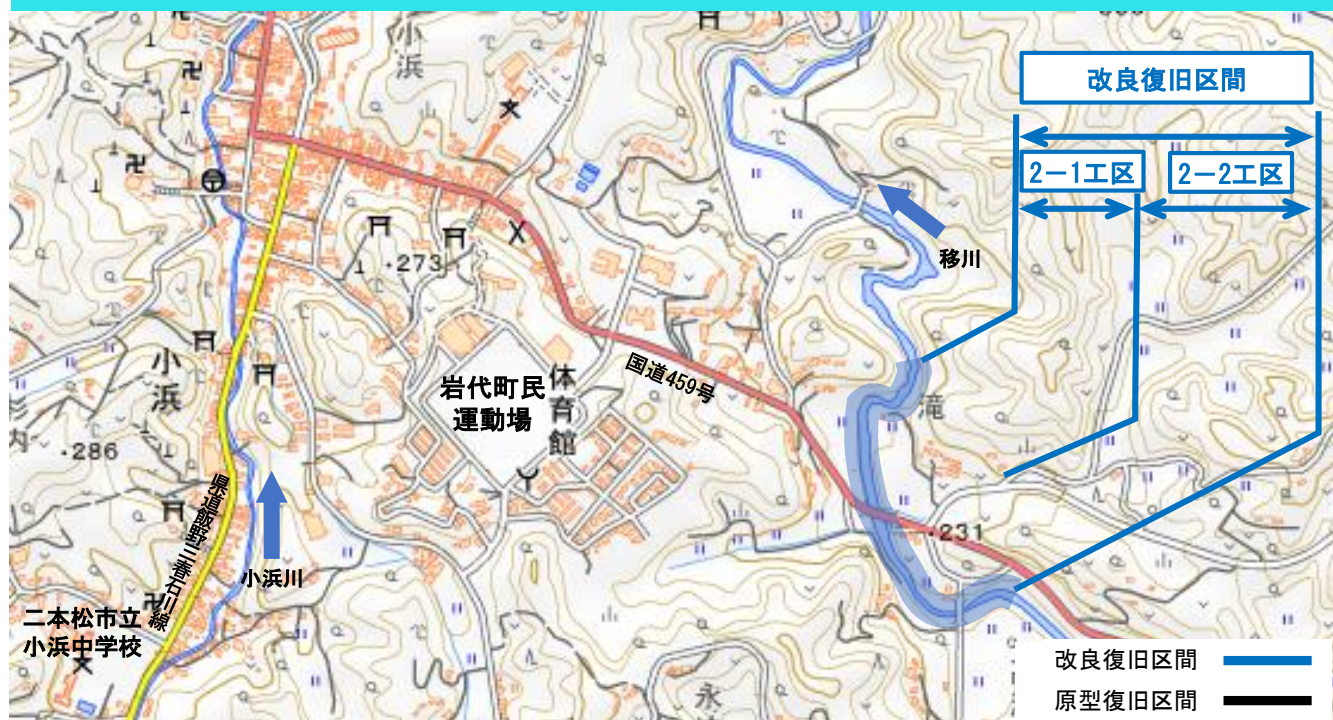 小浜
改良復旧区間
2-1工区
2-2工区
移川
・273
小浜
岩代町民
運動場
体育館
国道459号
滝
内
・286
県道飯野三春石川線
小浜川
・231
二本松市立
小浜中学校
永
改良復旧区間
原型復旧区間